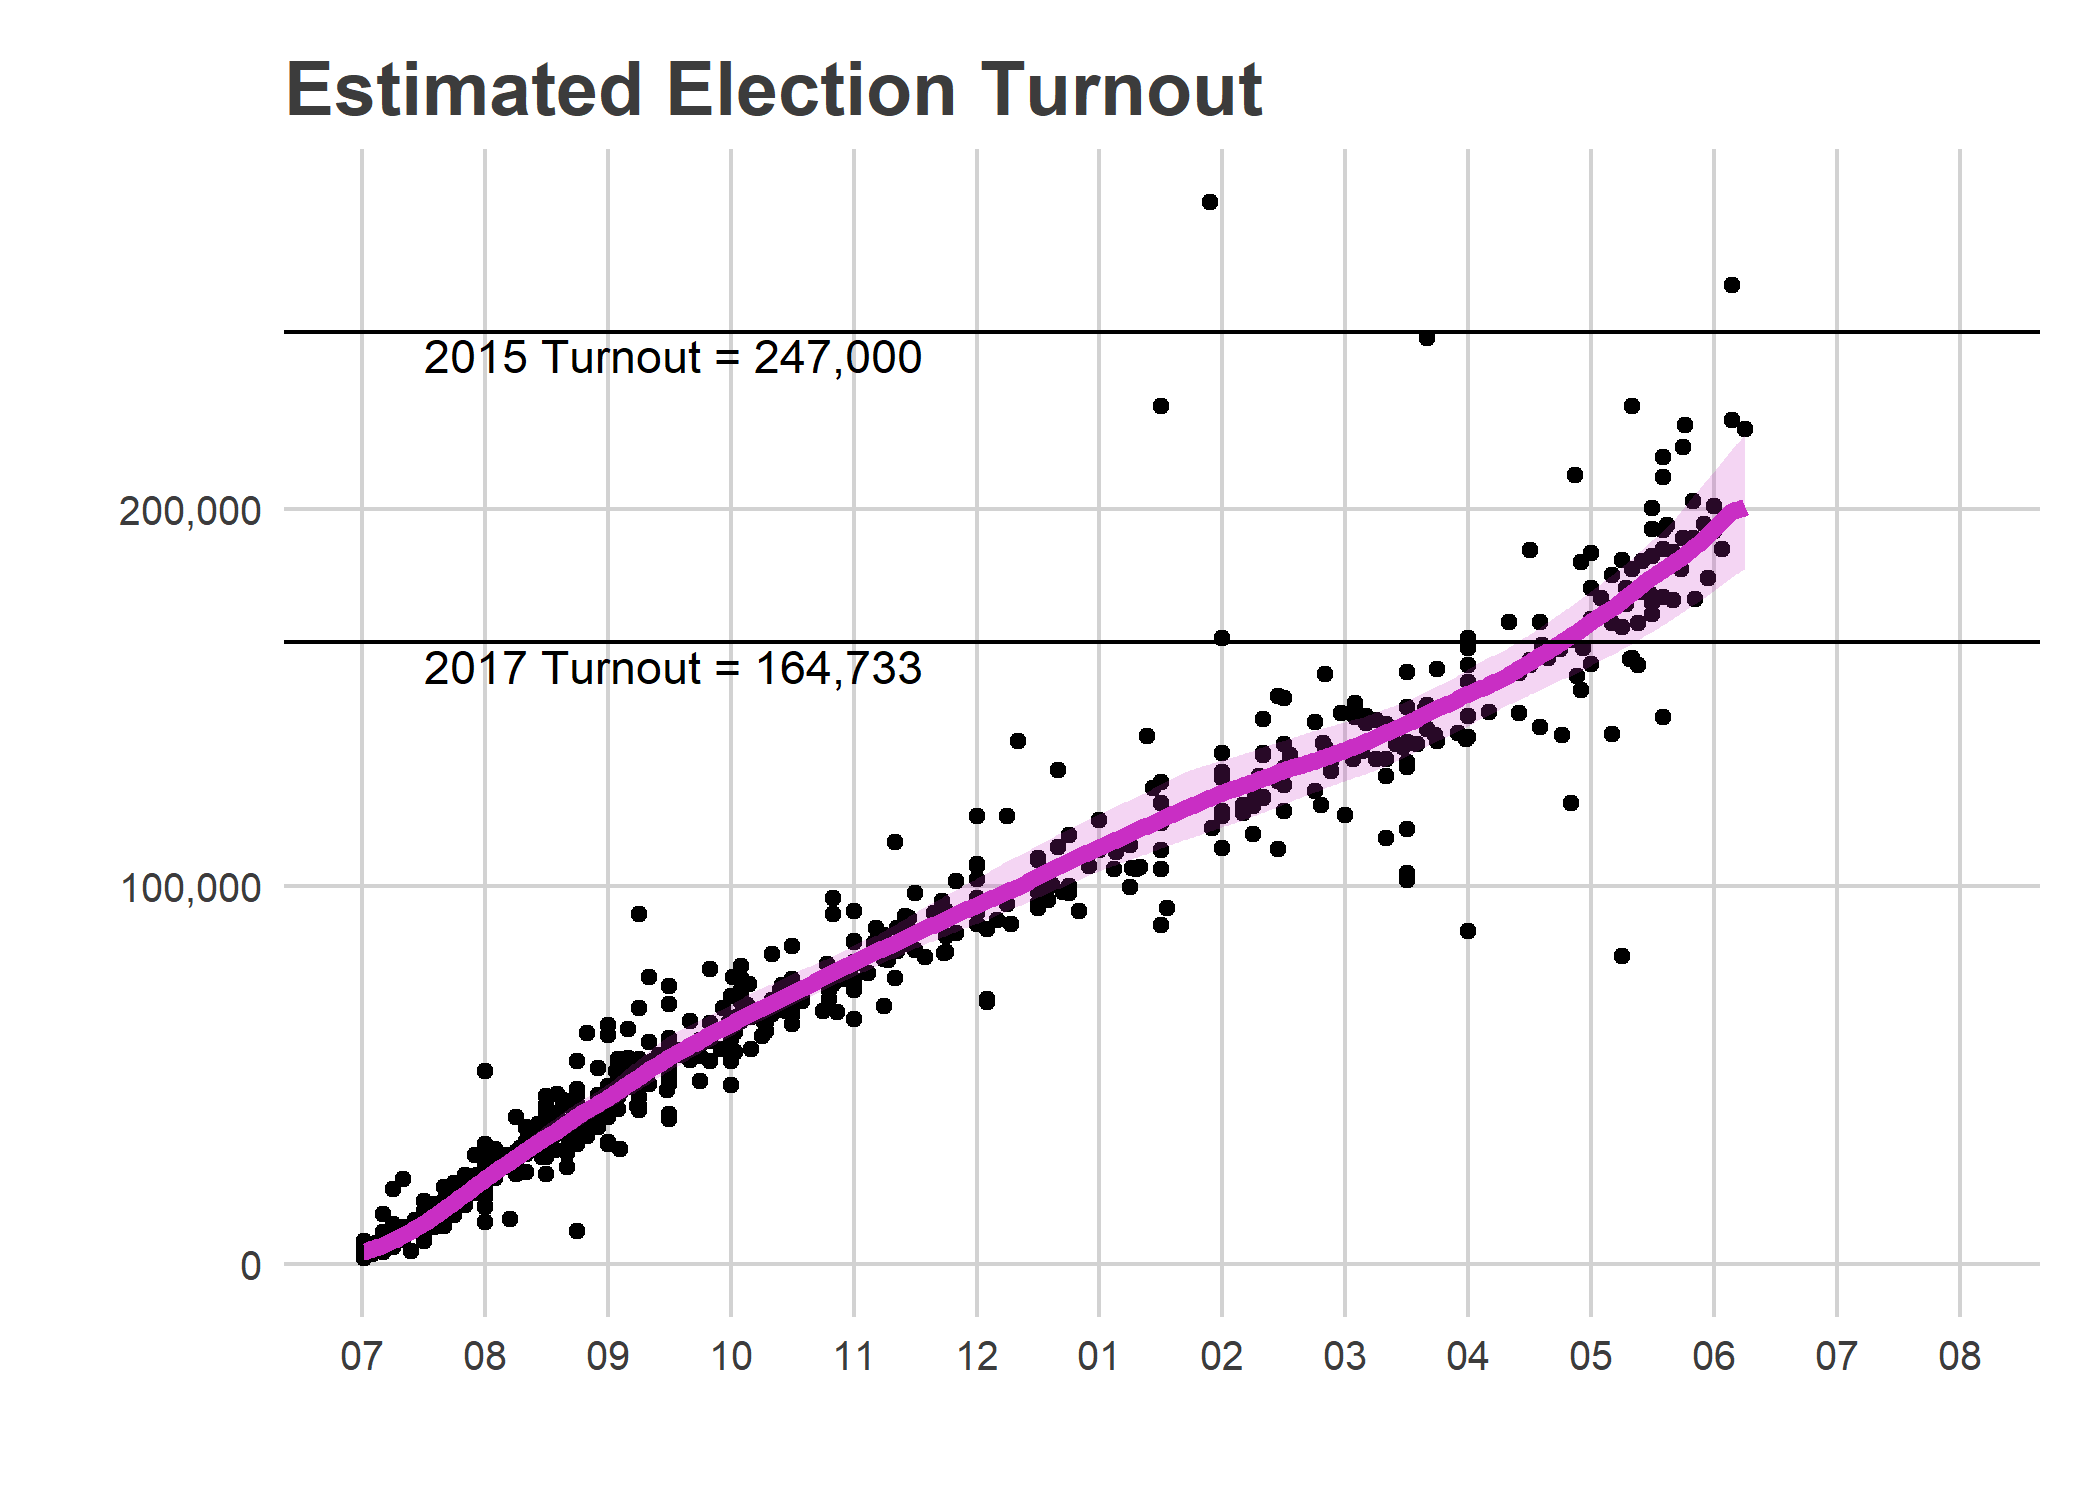 Estimated Election Turnout
2015 Turnout = 247,000
200,000
2017 Turnout = 164,733
100,000
0
07 08 09 10 11 12 01 02 03 04 05 06 07 08